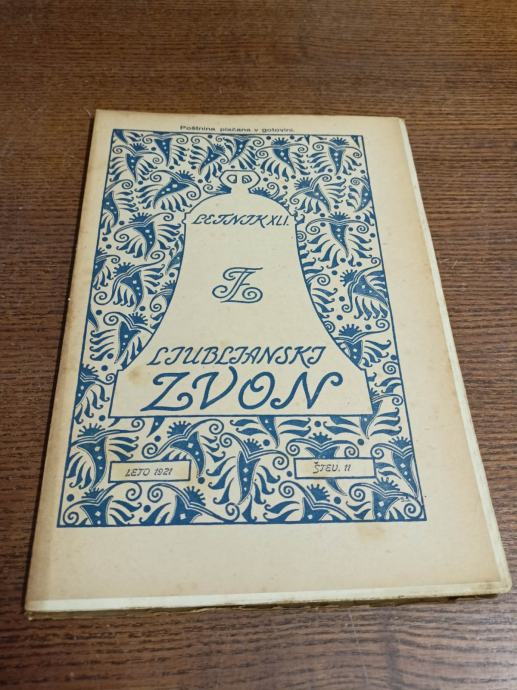 Poštnina plačana v gotovini.
LETNIK XLI.
LJUBLJANSKI
ZVON
LETO 1921
ŠTEV. 11